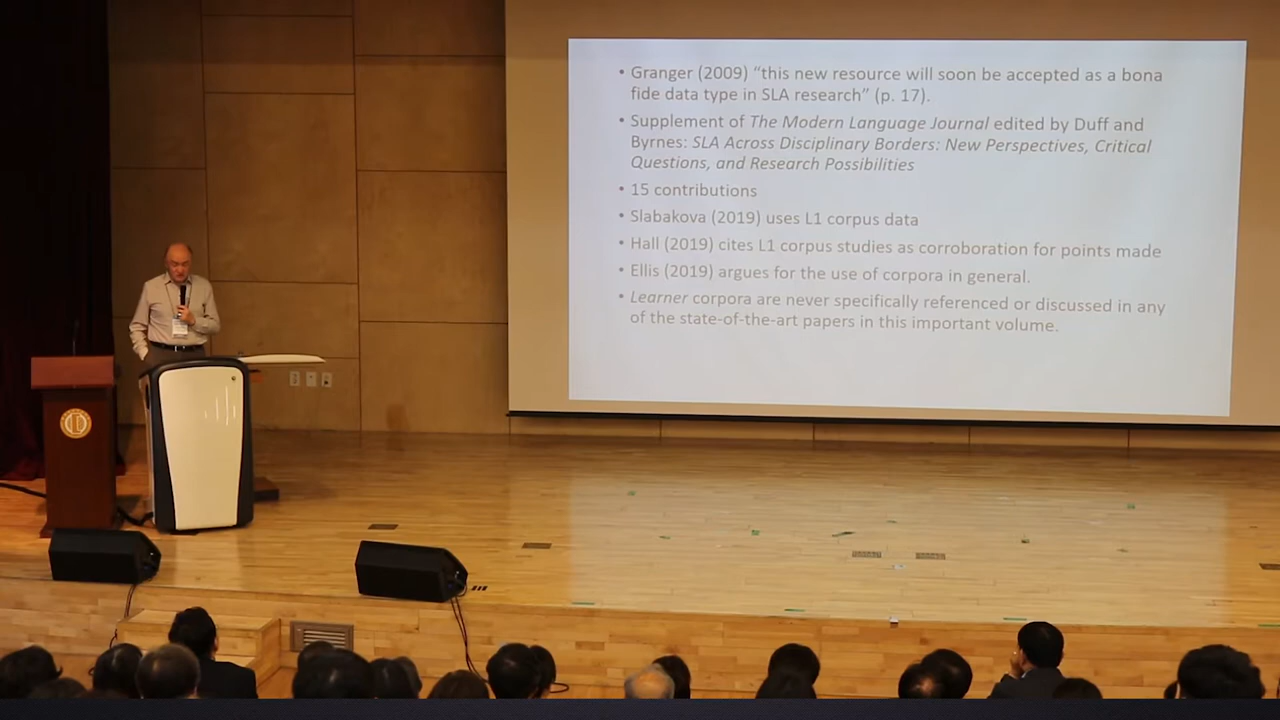 • Granger (2009) “this new resource will soon be accepted as a bona
fide data type in SLA research” (p. 17).
• Supplement of The Modern Language Journal edited by Duff and
Byrnes: SLA Across Disciplinary Borders: New Perspectives, Critical
Questions, and Research Possibilities
• 15 contributions
• Slabakova (2019) uses L1 corpus data
• Hall (2019) cites L1 corpus studies as corroboration for points made
• Ellis (2019) argues for the use of corpora in general.
• Learner corpora are never specifically referenced or discussed in any
of the state-of-the-art papers in this important volume.